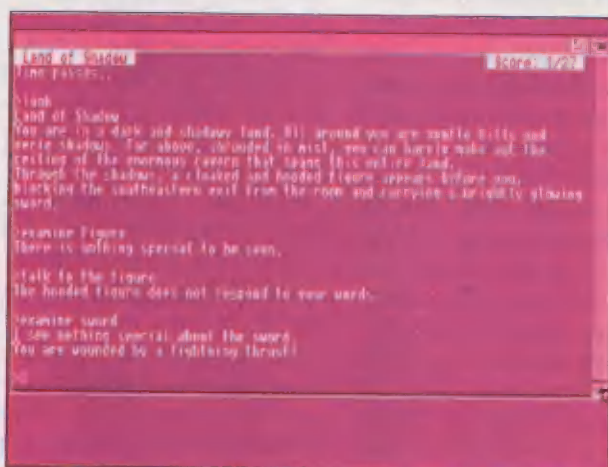 Land of Shadow Score: 1/27
Time passes...
>look
Land of Shadow
You are in a dark and shadowy land. All around you are gentle hills and
eerie shadows. Far above, shrouded in mist, you can barely make out the
ceiling of the enormous cavern that spans this entire land.
Through the shadows, a cloaked and hooded figure appears before you,
blocking the southeastern exit from the room and carrying a brightly glowing
sword.
>examine figure
There is nothing special to be seen.
>talk to the figure
The hooded figure does not respond to your words.
>examine sword
I see nothing special about the sword.
You are wounded by a lightning thrust!